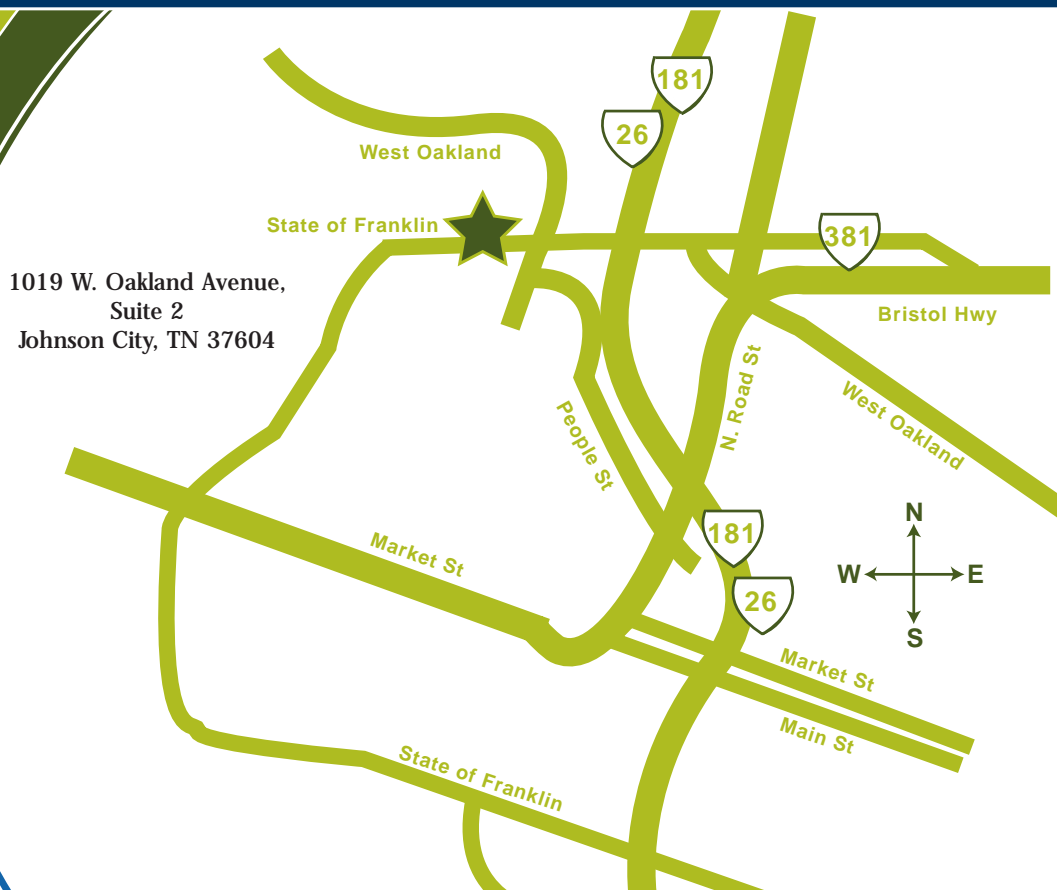 181
26
West Oakland
State of Franklin
381
1019 W. Oakland Avenue,
Suite 2
Johnson City, TN 37604
Bristol Hwy
N. Road St
West Oakland
People St
N
181
Market St
W
E
26
S
Market St
Main St
State of Franklin